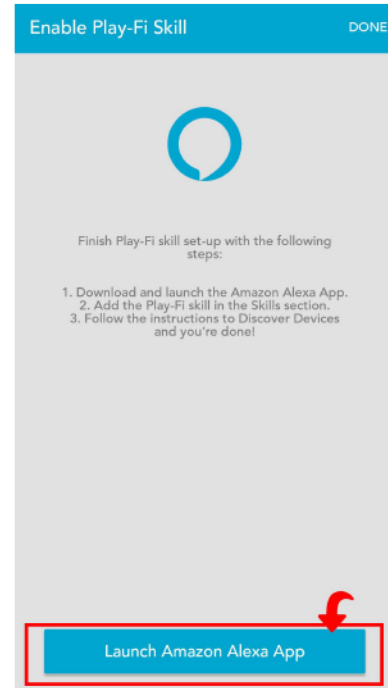 Enable Play-Fi Skill
DONE
Finish Play-Fi skill set-up with the following
steps:
1. Download and launch the Amazon Alexa App.
2. Add the Play-Fi skill in the Skills section.
3. Follow the instructions to Discover Devices
and you're done!
Launch Amazon Alexa App